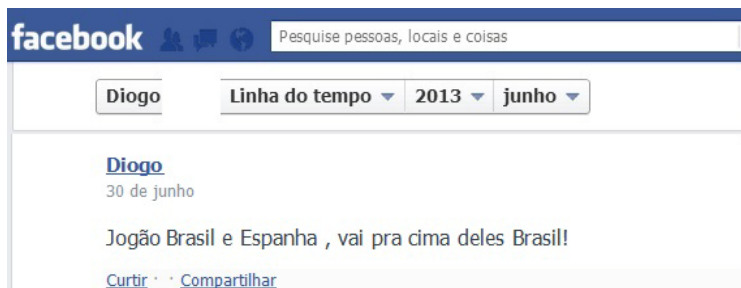 facebook Pesquise pessoas, locais e coisas
Diogo Linha do tempo 2013 junho
Diogo
30 de junho
Jogão Brasil e Espanha , vai pra cima deles Brasil!
Curtir · · Compartilhar